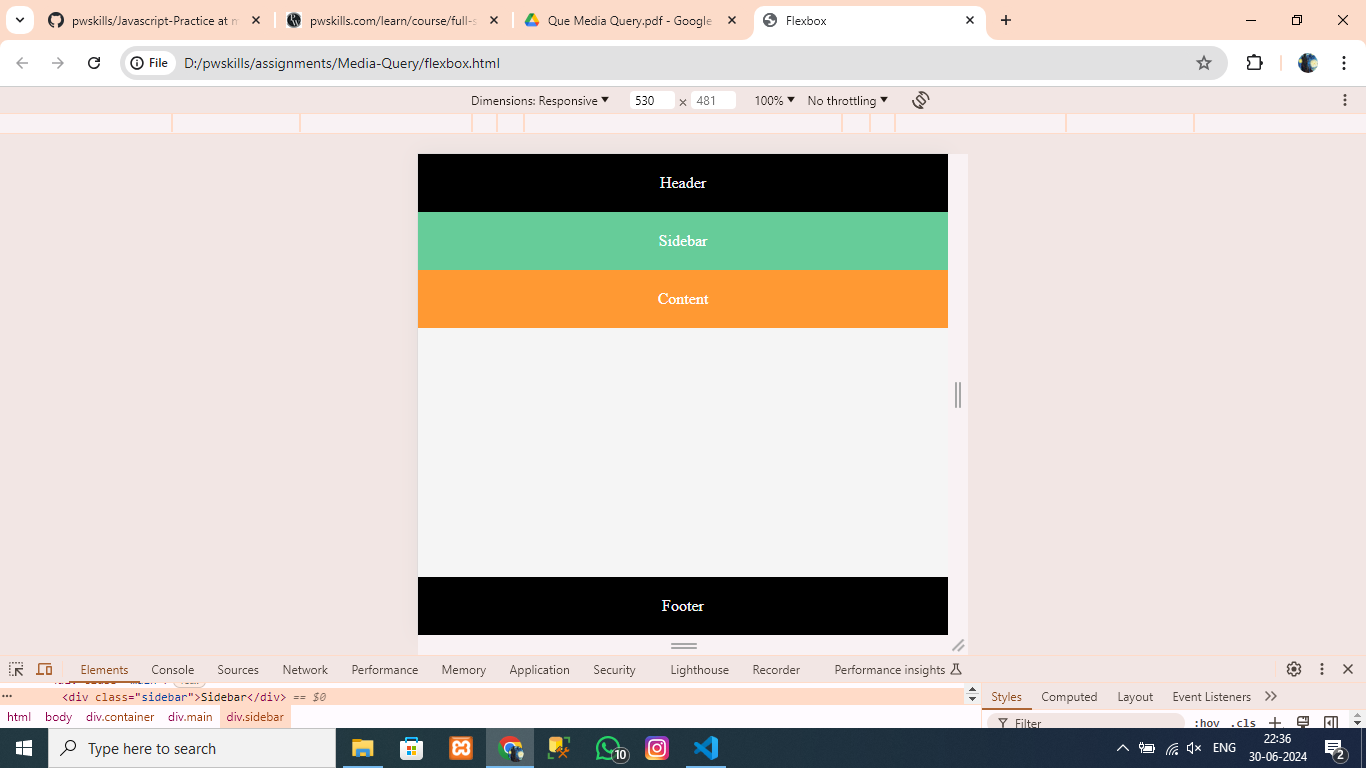 pwskills/Javascript-Practice at m
pwskills.com/learn/course/full-s
Que Media Query.pdf - Google
Flexbox
File D:/pwskills/assignments/Media-Query/flexbox.html
Dimensions: Responsive 530 × 481 100% No throttling
Header
Sidebar
Content
Footer
Elements Console Sources Network Performance Memory Application Security Lighthouse Recorder Performance insights
<div class="sidebar">Sidebar</div> == $0
Styles Computed Layout Event Listeners
html body div.container div.main div.sidebar
Filter :hov .cls
Type here to search
10
ENG
22:36
30-06-2024
2